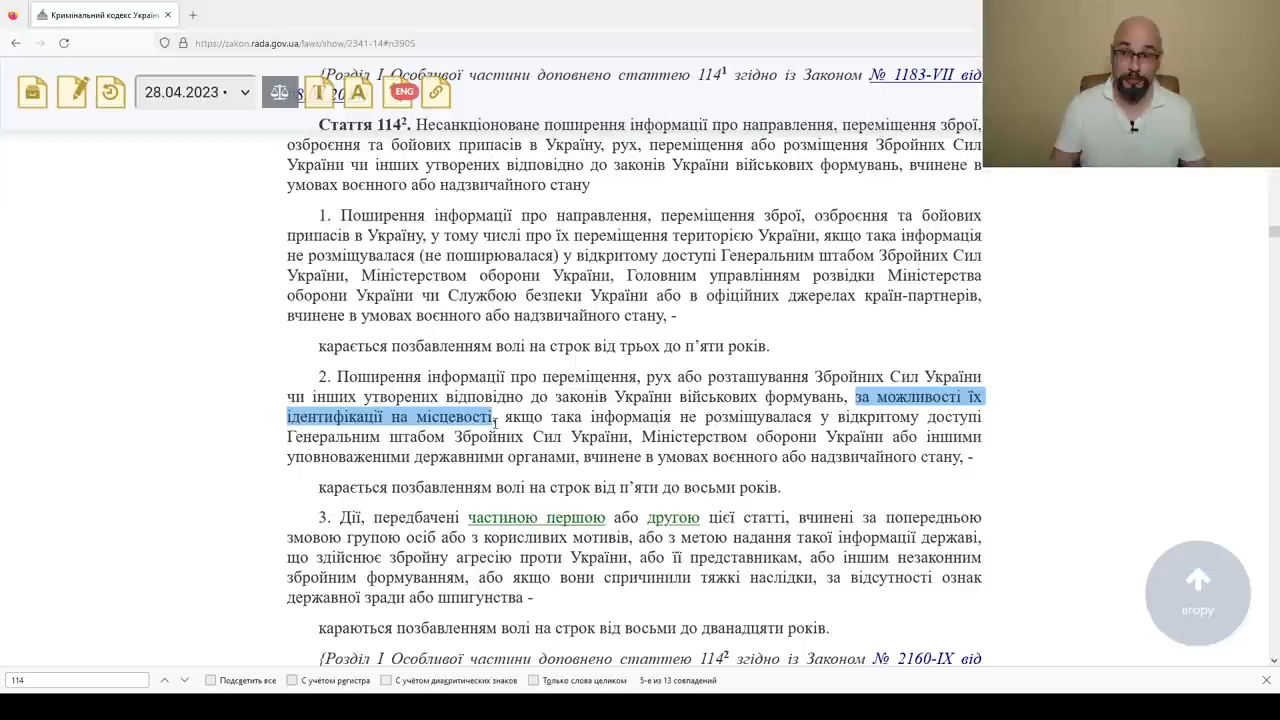 Кримінальний кодекс Україн
https://zakon.rada.gov.ua/laws/show/2341-14#n3905
{Розділ I Особливої частини доповнено статтею 114¹ згідно із Законом № 1183-VII від
28.04.2023
T
A
ENG
Стаття 114². Несанкціоноване поширення інформації про направлення, переміщення зброї,
озброєння та бойових припасів в Україну, рух, переміщення або розміщення Збройних Сил
України чи інших утворених відповідно до законів України військових формувань, вчинене в
умовах воєнного або надзвичайного стану
1. Поширення інформації про направлення, переміщення зброї, озброєння та бойових
припасів в Україну, у тому числі про їх переміщення територією України, якщо така інформація
не розміщувалася (не поширювалася) у відкритому доступі Генеральним штабом Збройних Сил
України, Міністерством оборони України, Головним управлінням розвідки Міністерства
оборони України чи Службою безпеки України або в офіційних джерелах країн-партнерів,
вчинене в умовах воєнного або надзвичайного стану, -
карається позбавленням волі на строк від трьох до п’яти років.
2. Поширення інформації про переміщення, рух або розташування Збройних Сил України
чи інших утворених відповідно до законів України військових формувань, за можливості їх
ідентифікації на місцевості, якщо така інформація не розміщувалася у відкритому доступі
Генеральним штабом Збройних Сил України, Міністерством оборони України або іншими
уповноваженими державними органами, вчинене в умовах воєнного або надзвичайного стану, -
карається позбавленням волі на строк від п’яти до восьми років.
3. Дії, передбачені частиною першою або другою цієї статті, вчинені за попередньою
змовою групою осіб або з корисливих мотивів, або з метою надання такої інформації державі,
що здійснює збройну агресію проти України, або її представникам, або іншим незаконним
збройним формуванням, або якщо вони спричинили тяжкі наслідки, за відсутності ознак
державної зради або шпигунства -
караються позбавленням волі на строк від восьми до дванадцяти років.
{Розділ I Особливої частини доповнено статтею 114² згідно із Законом № 2160-IX від
вгору
114
Подсветить все
С учётом регистра
С учётом диакритических знаков
Только слова целиком
5-е из 13 совпадений